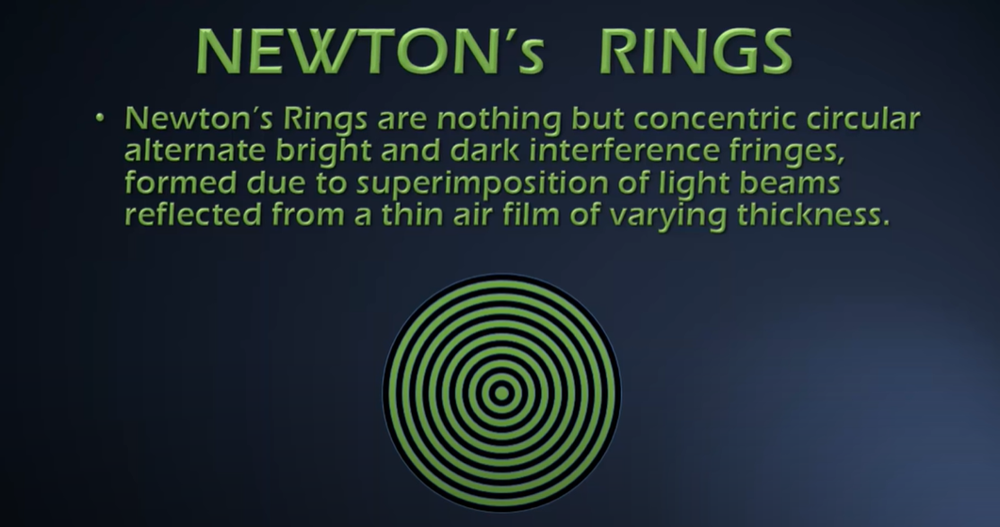 NEWTON's RINGS
• Newton's Rings are nothing but concentric circular
alternate bright and dark interference fringes,
formed due to superimposition of light beams
reflected from a thin air film of varying thickness.